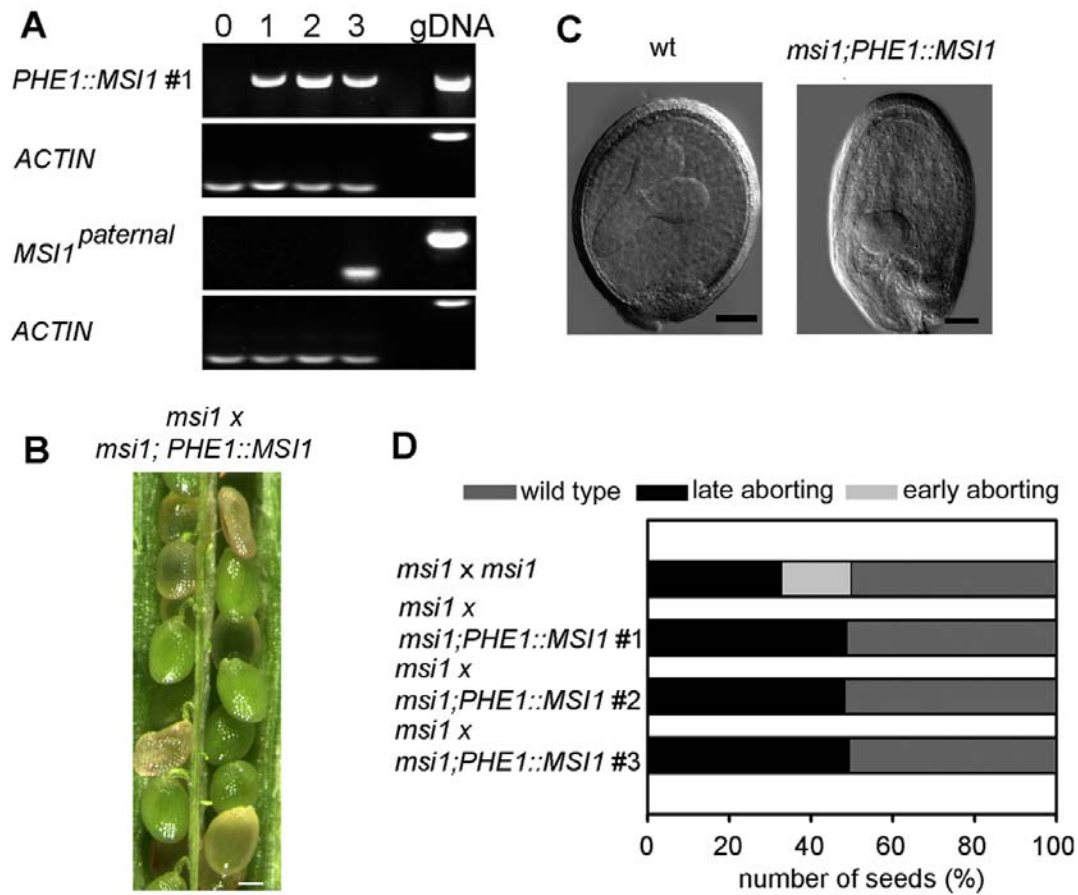 A
0 1 2 3 gDNA
PHE1::MSI1 #1
ACTIN
MSI1 paternal
ACTIN
B
msi1 x
msi1; PHE1::MSI1
C
wt
msi1;PHE1::MSI1
D
wild type late aborting early aborting
msi1 x msi1
msi1 x
msi1;PHE1::MSI1 #1
msi1 x
msi1;PHE1::MSI1 #2
msi1 x
msi1;PHE1::MSI1 #3
0 20 40 60 80 100
number of seeds (%)